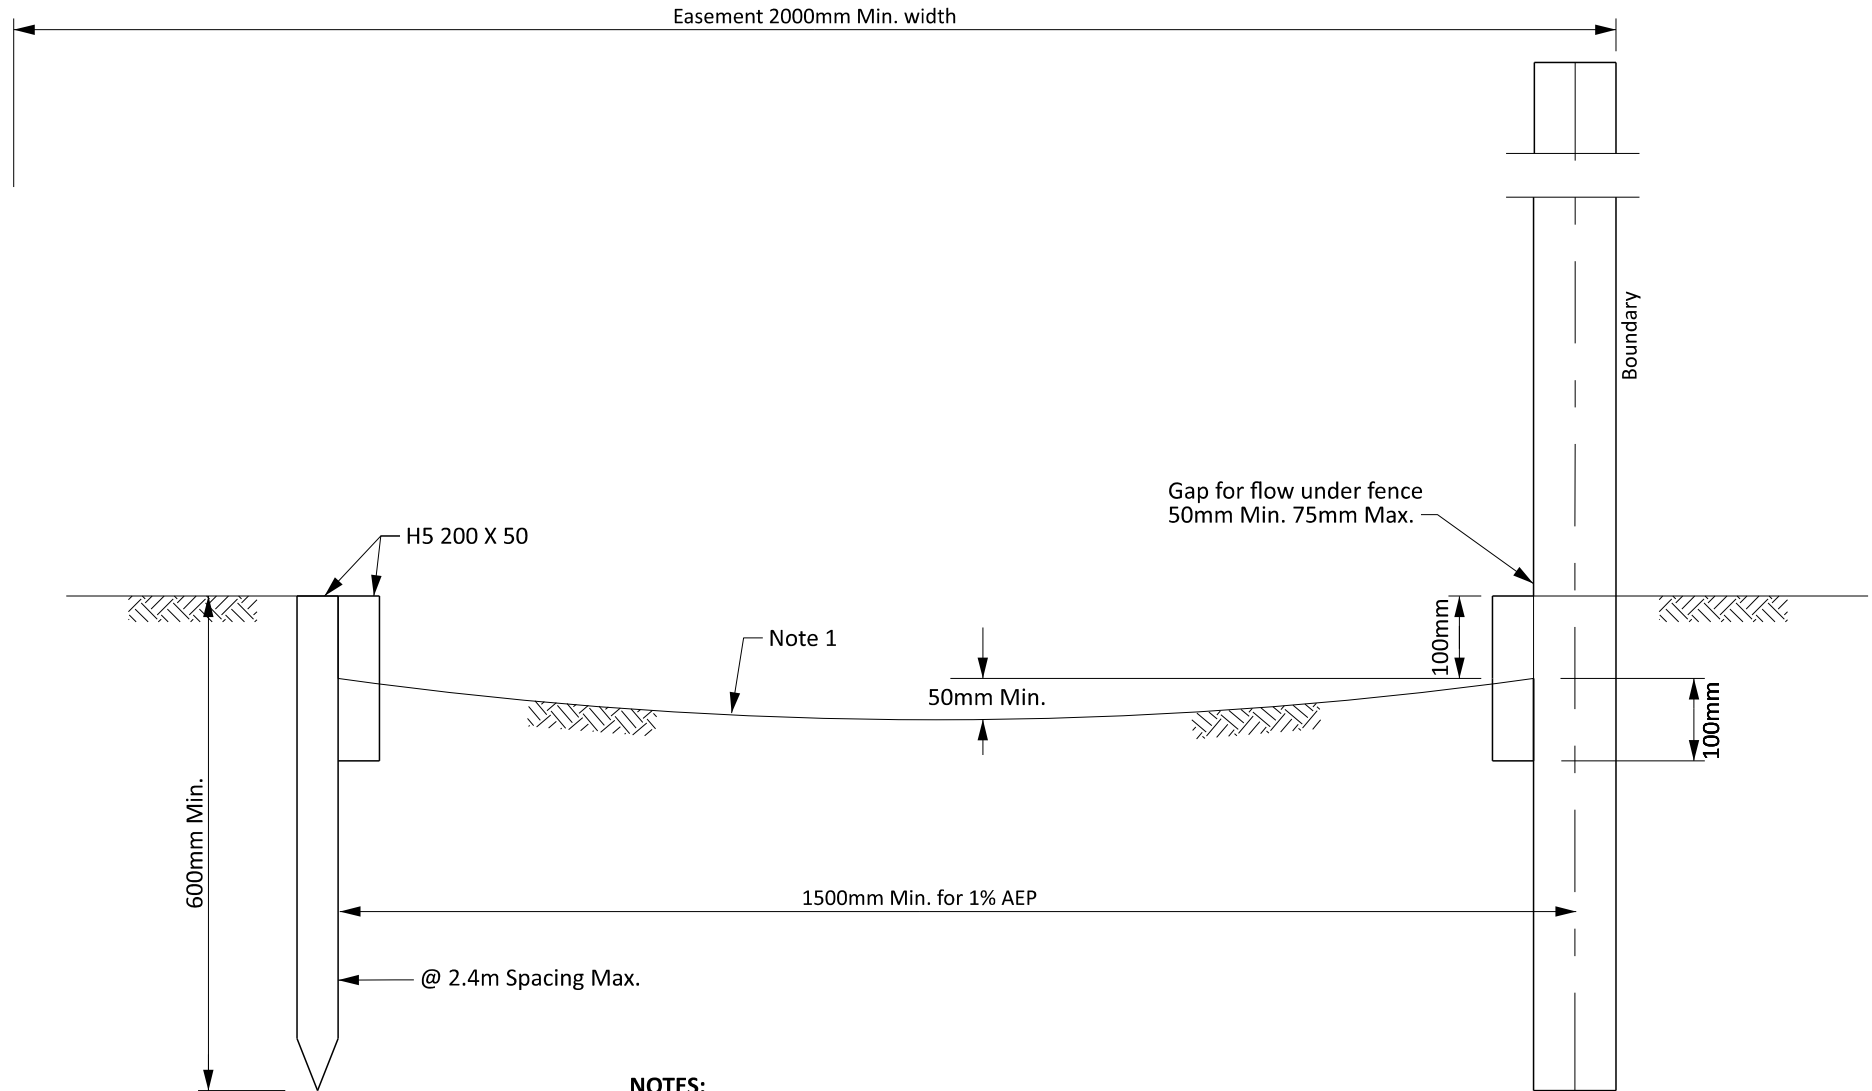 Easement 2000mm Min. width
Boundary
Gap for flow under fence
50mm Min. 75mm Max.
H5 200 X 50
100mm
Note 1
50mm Min.
100mm
600mm Min.
1500mm Min. for 1% AEP
@ 2.4m Spacing Max.
NOTES: